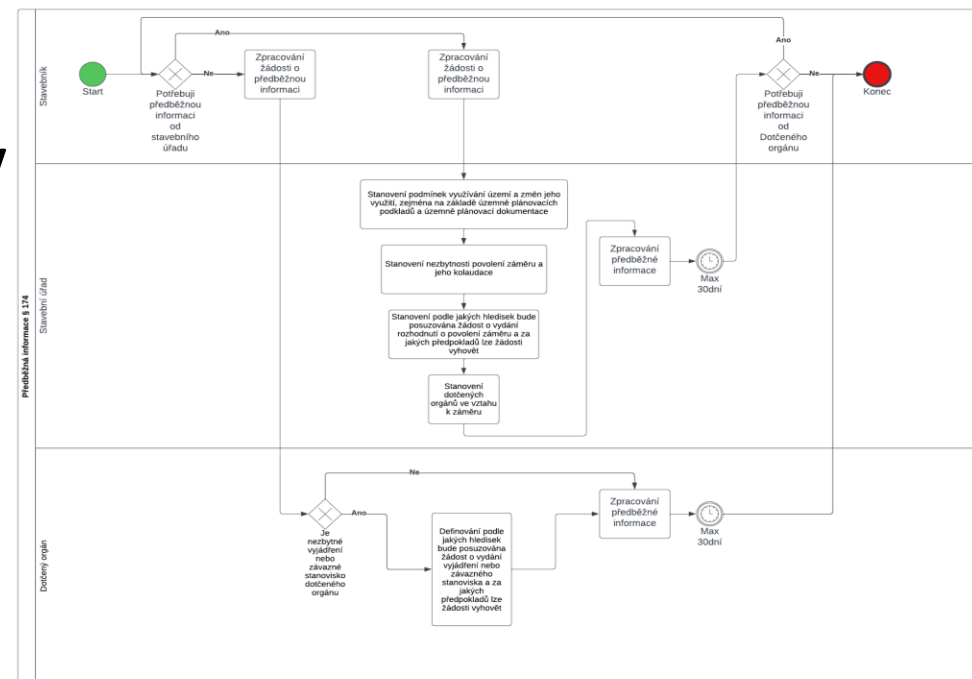 Předběžná informace § 174
Stavebník
Start
Ano
Potřebuji
předběžnou
informaci
od
stavebního
úřadu
Ne
Zpracování
žádosti o
předběžnou
informaci
Zpracování
žádosti o
předběžnou
informaci
Ano
Potřebuji
předběžnou
informaci
od
Dotčeného
orgánu
Ne
Konec
Stavební úřad
Stanovení podmínek využívání území a změn jeho
využití, zejména na základě územně plánovacích
podkladů a územně plánovací dokumentace
Stanovení nezbytnosti povolení záměru a
jeho kolaudace
Stanovení podle jakých hledisek bude
posuzována žádost o vydání
rozhodnutí o povolení záměru a za
jakých předpokladů lze žádosti
vyhovět
Stanovení
dotčených
orgánů ve vztahu
k záměru
Zpracování
předběžné
informace
Max
30dní
Dotčený orgán
Ne
Ano
Je
nezbytné
vyjádření
nebo
závazné
stanovisko
dotčeného
orgánu
Definování podle
jakých hledisek
bude posuzována
žádost o vydání
vyjádření nebo
závazného
stanoviska a za
jakých
předpokladů lze
žádosti vyhovět
Zpracování
předběžné
informace
Max
30dní